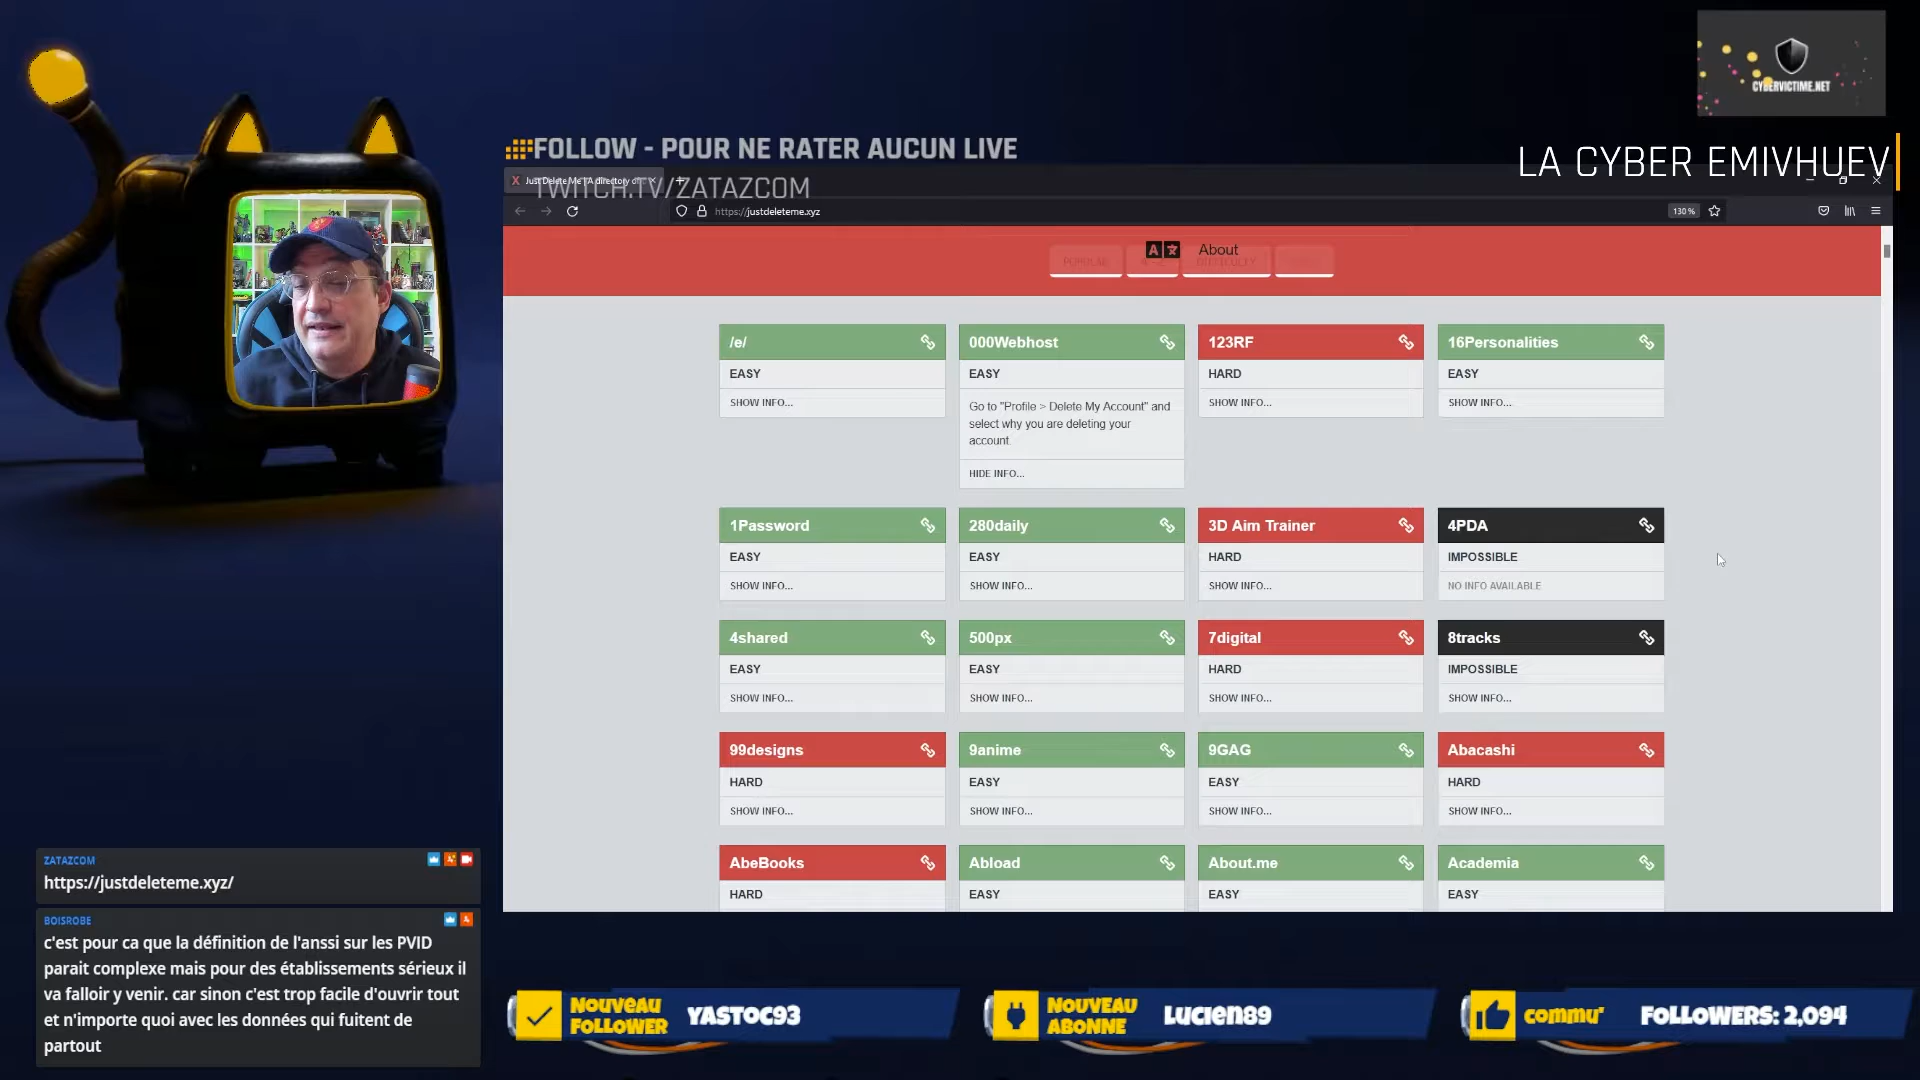 CYBERVICTIME.NET
FOLLOW - POUR NE RATER AUCUN LIVE
TWITCH.TV/ZATAZCOM
LA CYBER EMIVHUEV
Just Delete Me | A directory of
https://justdeleteme.xyz
130%
About
POPULAR
DIFFICULTY
/e/
EASY
SHOW INFO...
000Webhost
EASY
Go to "Profile > Delete My Account" and
select why you are deleting your
account.
HIDE INFO...
123RF
HARD
SHOW INFO...
16Personalities
EASY
SHOW INFO...
1Password
EASY
SHOW INFO...
280daily
EASY
SHOW INFO...
3D Aim Trainer
HARD
SHOW INFO...
4PDA
IMPOSSIBLE
NO INFO AVAILABLE
4shared
EASY
SHOW INFO...
500px
EASY
SHOW INFO...
7digital
HARD
SHOW INFO...
8tracks
IMPOSSIBLE
SHOW INFO...
99designs
HARD
SHOW INFO...
9anime
EASY
SHOW INFO...
9GAG
EASY
SHOW INFO...
Abacashi
HARD
SHOW INFO...
AbeBooks
HARD
Abload
EASY
About.me
EASY
Academia
EASY
ZATAZCOM
https://justdeleteme.xyz/
BOISROBE
c'est pour ca que la définition de l'anssi sur les PVID
parait complexe mais pour des établissements sérieux il
va falloir y venir. car sinon c'est trop facile d'ouvrir tout
et n'importe quoi avec les données qui fuitent de
partout
NOUVEAU
FOLLOWER
YASTOC93
NOUVEAU
ABONNE
LUCIEN89
COMMU'
FOLLOWERS: 2,094